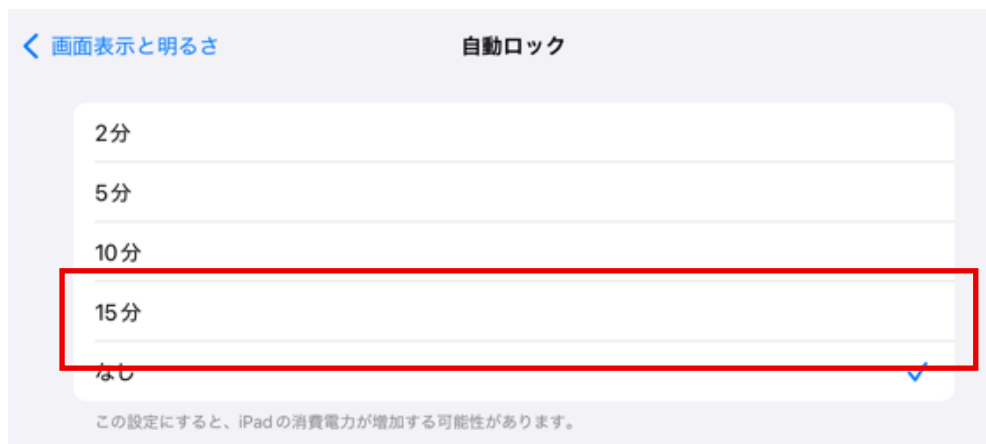 画面表示と明るさ 自動ロック
2分
5分
10分
15分
なし
この設定にすると、iPadの消費電力が増加する可能性があります。